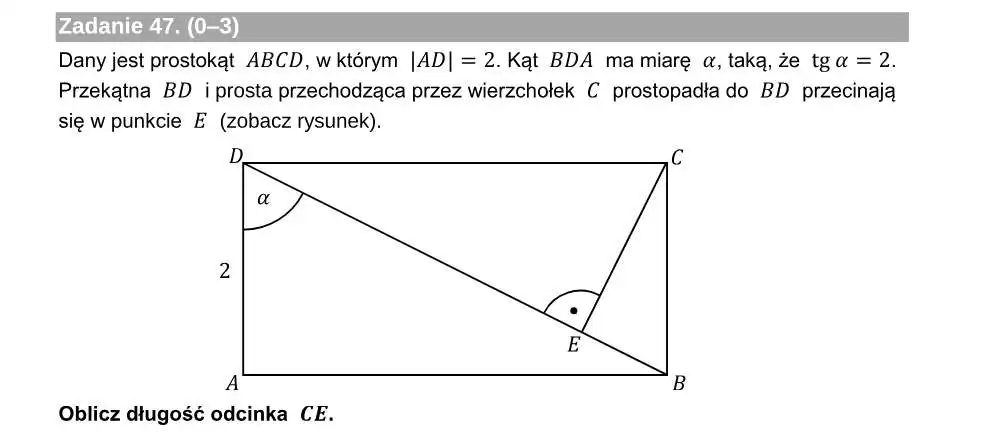 Zadanie 47. (0–3)
Dany jest prostokąt ABCD, w którym |AD| = 2. Kąt BDA ma miarę α, taką, że tg α = 2.
Przekątna BD i prosta przechodząca przez wierzchołek C prostopadła do BD przecinają
się w punkcie E (zobacz rysunek).
D
C
α
2
E
A
B
Oblicz długość odcinka CE.